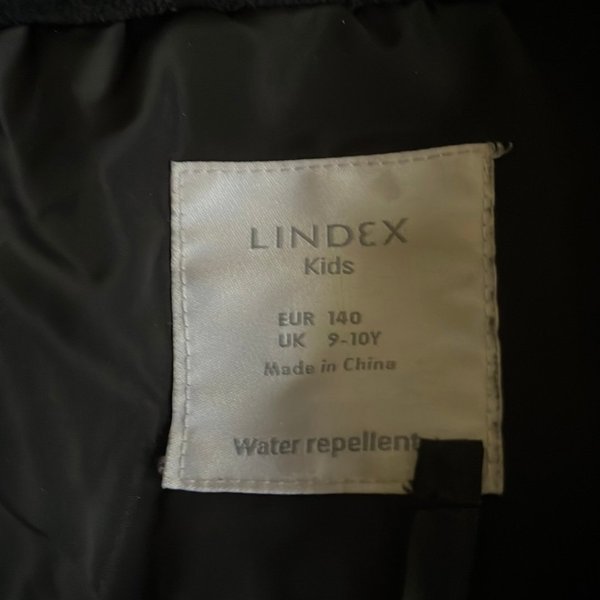 LINDEX
Kids
EUR 140
UK 9-10Y
Made in China
Water repellent